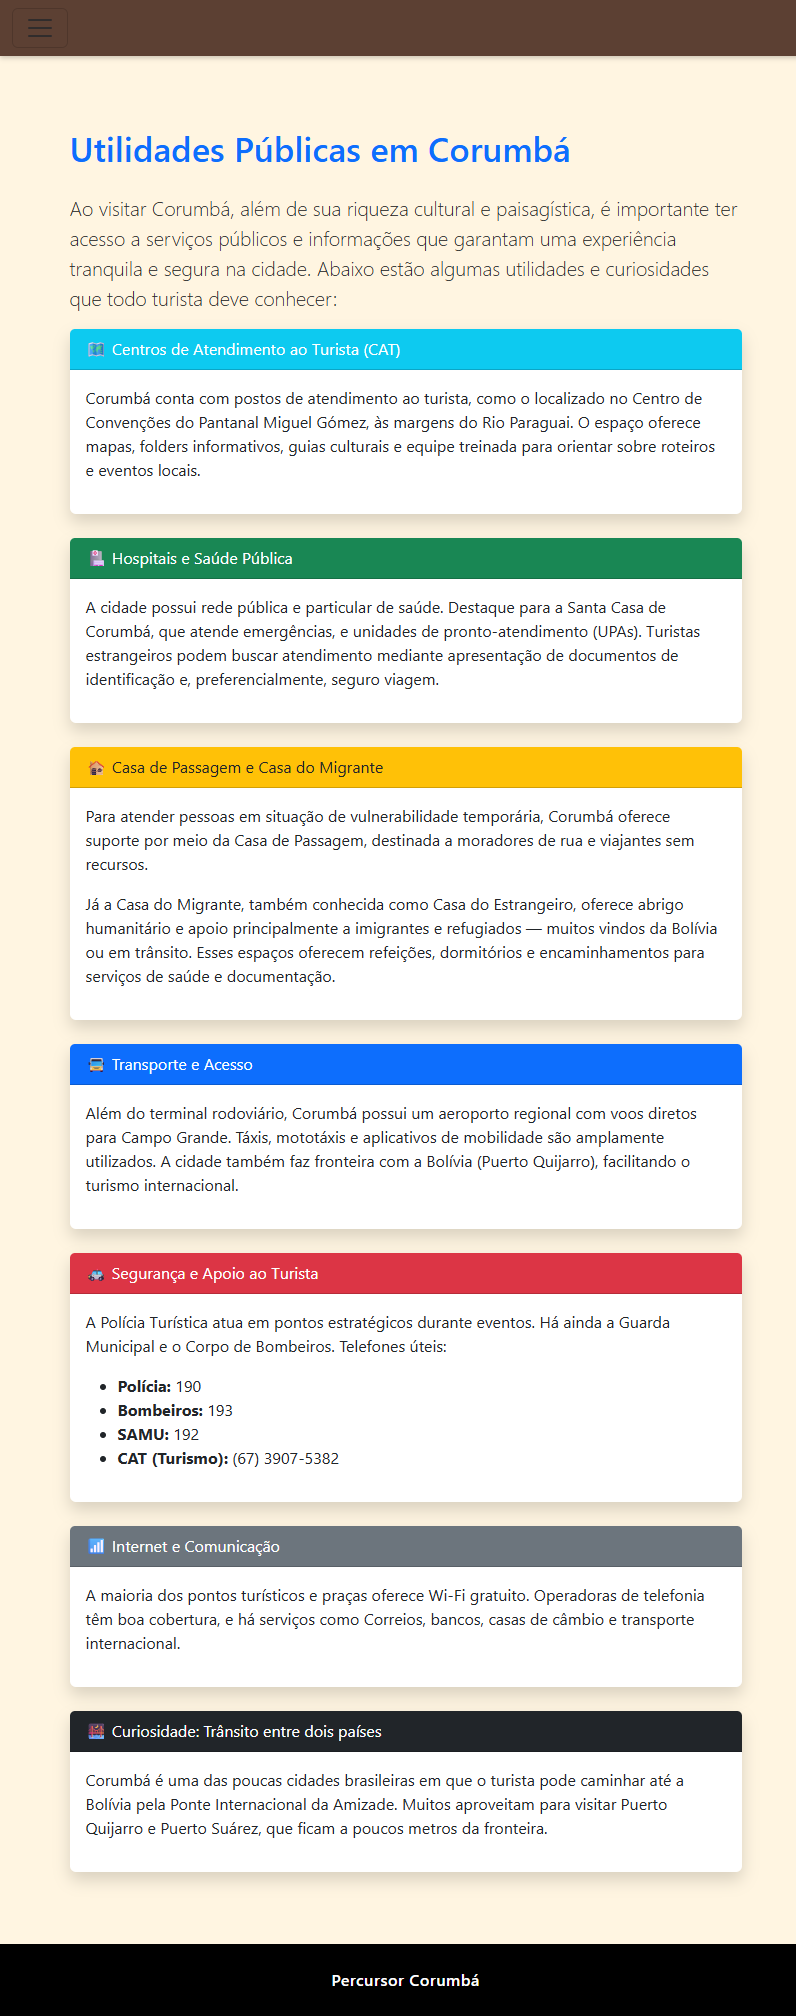 Utilidades Públicas em Corumbá
Ao visitar Corumbá, além de sua riqueza cultural e paisagística, é importante ter
acesso a serviços públicos e informações que garantam uma experiência
tranquila e segura na cidade. Abaixo estão algumas utilidades e curiosidades
que todo turista deve conhecer:
Centros de Atendimento ao Turista (CAT)
Corumbá conta com postos de atendimento ao turista, como o localizado no Centro de
Convenções do Pantanal Miguel Gómez, às margens do Rio Paraguai. O espaço oferece
mapas, folders informativos, guias culturais e equipe treinada para orientar sobre roteiros
e eventos locais.
Hospitais e Saúde Pública
A cidade possui rede pública e particular de saúde. Destaque para a Santa Casa de
Corumbá, que atende emergências, e unidades de pronto-atendimento (UPAs). Turistas
estrangeiros podem buscar atendimento mediante apresentação de documentos de
identificação e, preferencialmente, seguro viagem.
Casa de Passagem e Casa do Migrante
Para atender pessoas em situação de vulnerabilidade temporária, Corumbá oferece
suporte por meio da Casa de Passagem, destinada a moradores de rua e viajantes sem
recursos.
Já a Casa do Migrante, também conhecida como Casa do Estrangeiro, oferece abrigo
humanitário e apoio principalmente a imigrantes e refugiados — muitos vindos da Bolívia
ou em trânsito. Esses espaços oferecem refeições, dormitórios e encaminhamentos para
serviços de saúde e documentação.
Transporte e Acesso
Além do terminal rodoviário, Corumbá possui um aeroporto regional com voos diretos
para Campo Grande. Táxis, mototáxis e aplicativos de mobilidade são amplamente
utilizados. A cidade também faz fronteira com a Bolívia (Puerto Quijarro), facilitando o
turismo internacional.
Segurança e Apoio ao Turista
A Polícia Turística atua em pontos estratégicos durante eventos. Há ainda a Guarda
Municipal e o Corpo de Bombeiros. Telefones úteis:
• Polícia: 190
• Bombeiros: 193
• SAMU: 192
• CAT (Turismo): (67) 3907-5382
Internet e Comunicação
A maioria dos pontos turísticos e praças oferece Wi-Fi gratuito. Operadoras de telefonia
têm boa cobertura, e há serviços como Correios, bancos, casas de câmbio e transporte
internacional.
Curiosidade: Trânsito entre dois países
Corumbá é uma das poucas cidades brasileiras em que o turista pode caminhar até a
Bolívia pela Ponte Internacional da Amizade. Muitos aproveitam para visitar Puerto
Quijarro e Puerto Suárez, que ficam a poucos metros da fronteira.
Percursor Corumbá